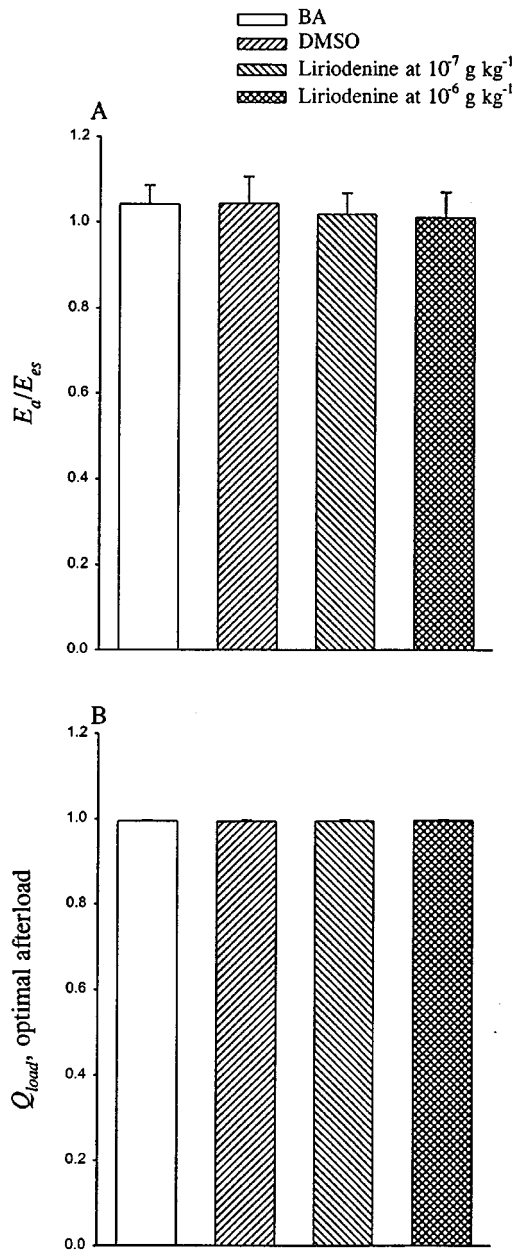 BA
DMSO
Liriodenine at 10⁻⁷ g kg⁻¹
Liriodenine at 10⁻⁶ g kg⁻¹
A
1.2
1.0
0.8
0.6
0.4
0.2
0.0
Ea/Ees
B
1.2
1.0
0.8
0.6
0.4
0.2
0.0
Qload, optimal afterload